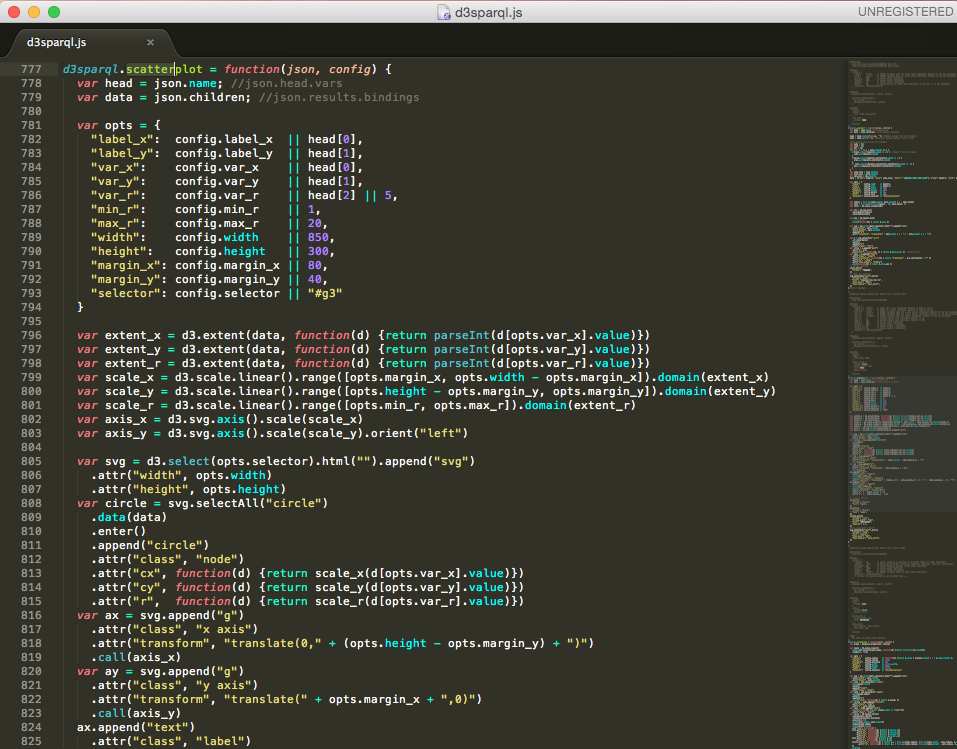 d3sparql.js
UNREGISTERED
d3sparql.js ×
777 d3sparql.scatterplot = function(json, config) {
778   var head = json.name; //json.head.vars
779   var data = json.children; //json.results.bindings
780
781   var opts = {
782     "label_x":  config.label_x  || head[0],
783     "label_y":  config.label_y  || head[1],
784     "var_x":    config.var_x    || head[0],
785     "var_y":    config.var_y    || head[1],
786     "var_r":    config.var_r    || head[2] || 5,
787     "min_r":    config.min_r    || 1,
788     "max_r":    config.max_r    || 20,
789     "width":    config.width    || 850,
790     "height":   config.height   || 300,
791     "margin_x": config.margin_x || 80,
792     "margin_y": config.margin_y || 40,
793     "selector": config.selector || "#g3"
794   }
795
796   var extent_x = d3.extent(data, function(d) {return parseInt(d[opts.var_x].value)})
797   var extent_y = d3.extent(data, function(d) {return parseInt(d[opts.var_y].value)})
798   var extent_r = d3.extent(data, function(d) {return parseInt(d[opts.var_r].value)})
799   var scale_x = d3.scale.linear().range([opts.margin_x, opts.width - opts.margin_x]).domain(extent_x)
800   var scale_y = d3.scale.linear().range([opts.height - opts.margin_y, opts.margin_y]).domain(extent_y)
801   var scale_r = d3.scale.linear().range([opts.min_r, opts.max_r]).domain(extent_r)
802   var axis_x = d3.svg.axis().scale(scale_x)
803   var axis_y = d3.svg.axis().scale(scale_y).orient("left")
804
805   var svg = d3.select(opts.selector).html("").append("svg")
806     .attr("width", opts.width)
807     .attr("height", opts.height)
808   var circle = svg.selectAll("circle")
809     .data(data)
810     .enter()
811     .append("circle")
812     .attr("class", "node")
813     .attr("cx", function(d) {return scale_x(d[opts.var_x].value)})
814     .attr("cy", function(d) {return scale_y(d[opts.var_y].value)})
815     .attr("r",  function(d) {return scale_r(d[opts.var_r].value)})
816   var ax = svg.append("g")
817     .attr("class", "x axis")
818     .attr("transform", "translate(0," + (opts.height - opts.margin_y) + ")")
819     .call(axis_x)
820   var ay = svg.append("g")
821     .attr("class", "y axis")
822     .attr("transform", "translate(" + opts.margin_x + ",0)")
823     .call(axis_y)
824   ax.append("text")
825     .attr("class", "label")